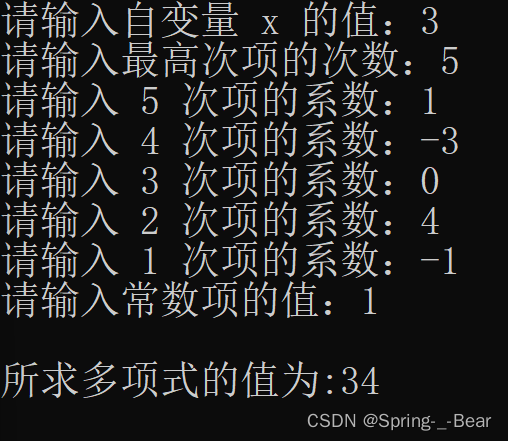 请输入自变量 x 的值：3
请输入最高次项的次数：5
请输入 5 次项的系数：1
请输入 4 次项的系数：-3
请输入 3 次项的系数：0
请输入 2 次项的系数：4
请输入 1 次项的系数：-1
请输入常数项的值：1
所求多项式的值为:34
CSDN @Spring-_-Bear